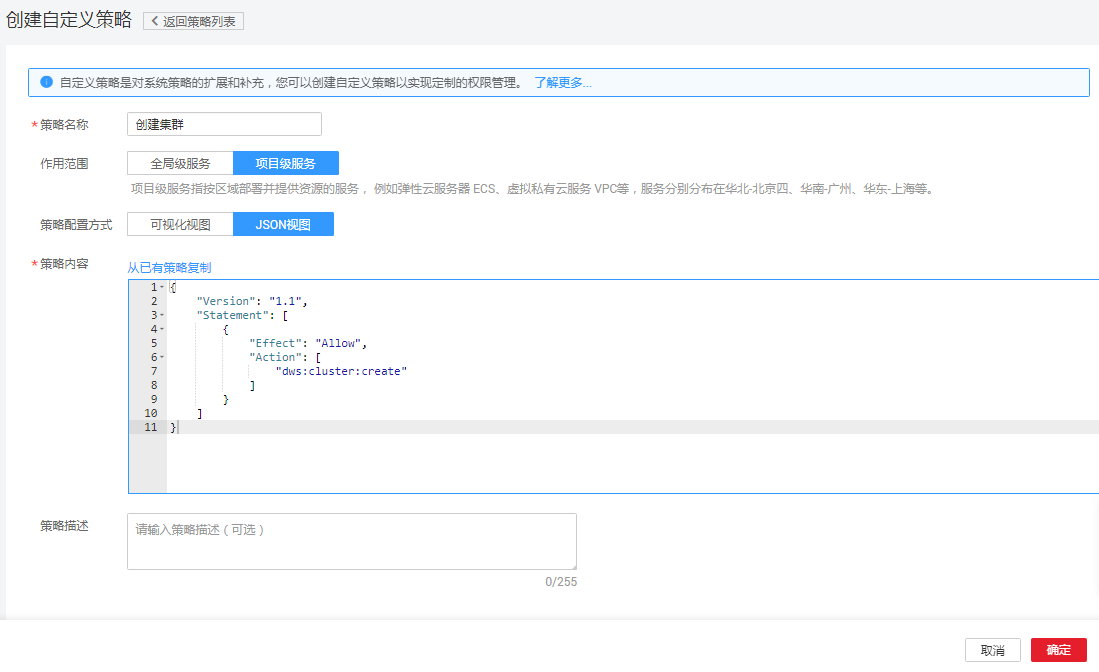 创建自定义策略 返回策略列表
自定义策略是对系统策略的扩展和补充，您可以创建自定义策略以实现定制的权限管理。 了解更多...
*策略名称 创建集群
作用范围 全局级服务 项目级服务
项目级服务指按区域部署并提供资源的服务， 例如弹性云服务器 ECS、虚拟私有云服务 VPC等，服务分别分布在华北-北京四、华南-广州、华东-上海等。
策略配置方式 可视化视图 JSON视图
*策略内容 从已有策略复制
1 {
2     "Version": "1.1",
3     "Statement": [
4         {
5             "Effect": "Allow",
6             "Action": [
7                 "dws:cluster:create"
8             ]
9         }
10     ]
11 }
策略描述 请输入策略描述（可选）
0/255
取消 确定